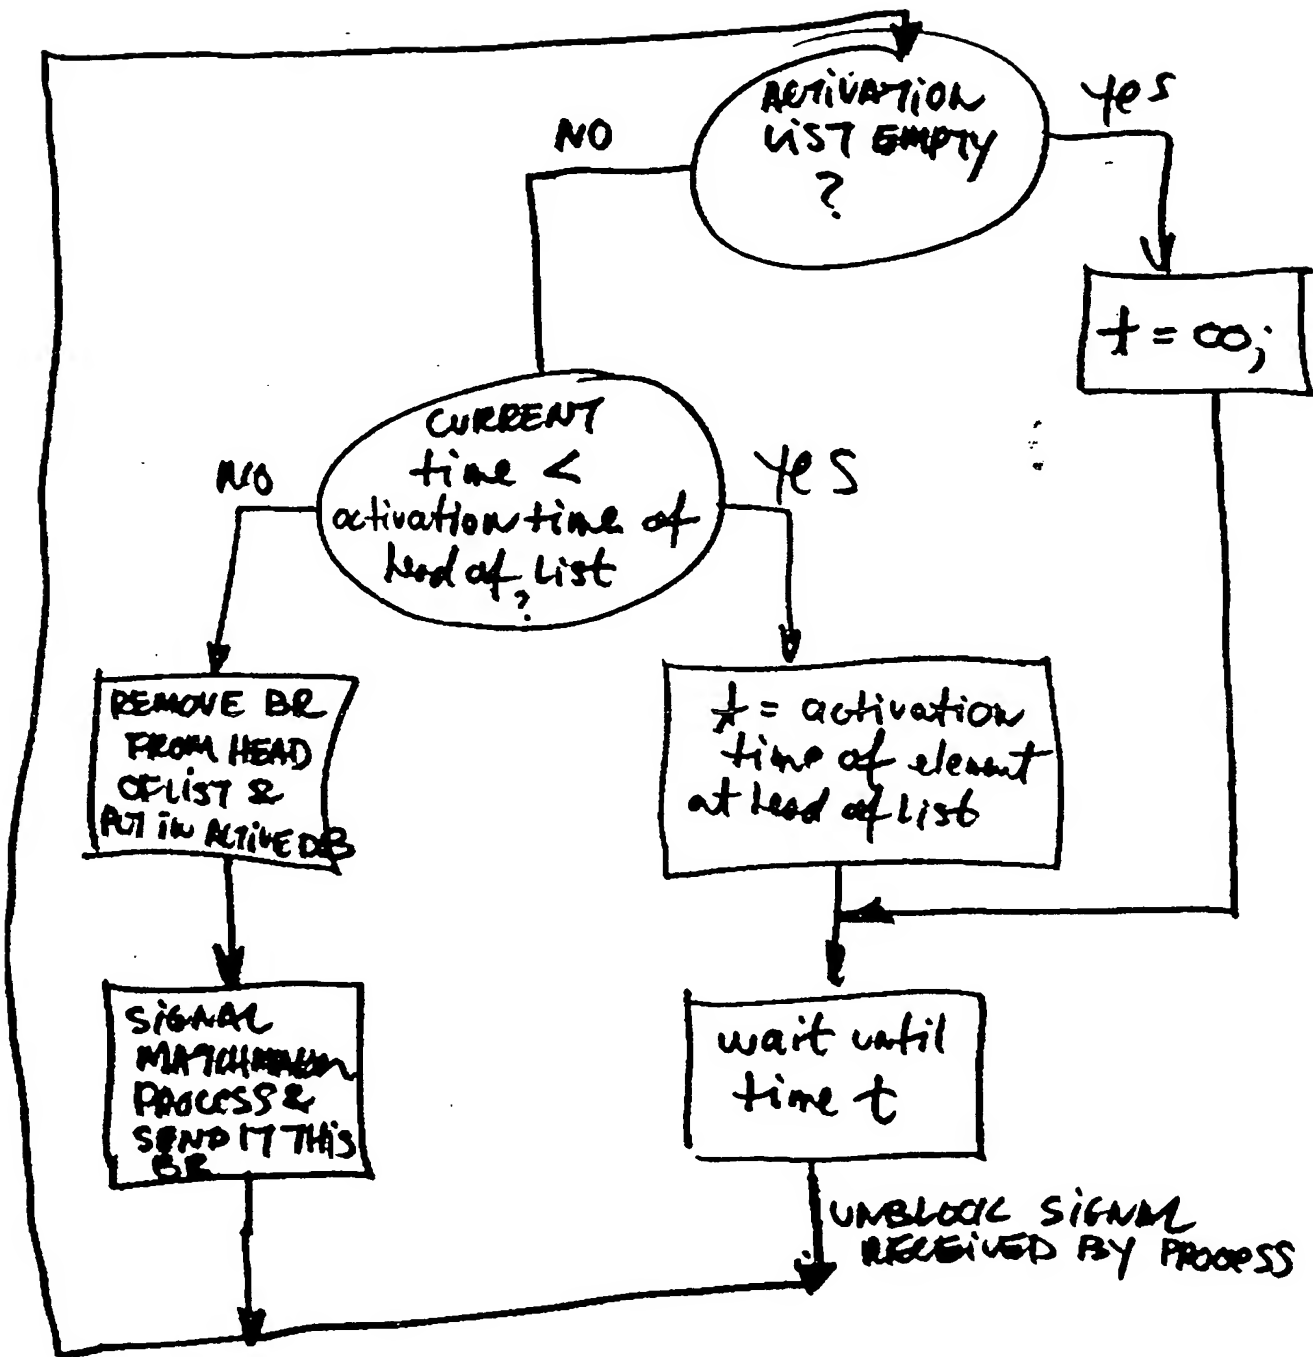 ACTIVATION
LIST EMPTY
?
NO
Yes
t = ∞;
CURRENT
time <
activation time of
head of list
?
NO
Yes
REMOVE BR
FROM HEAD
OF LIST &
PUT IN ACTIVE DB
t = activation
time of element
at head of list
SIGNAL
PROCESS &
SEND IT THIS
BR
wait until
time t
UNBLOCK SIGNAL
RECEIVED BY PROCESS